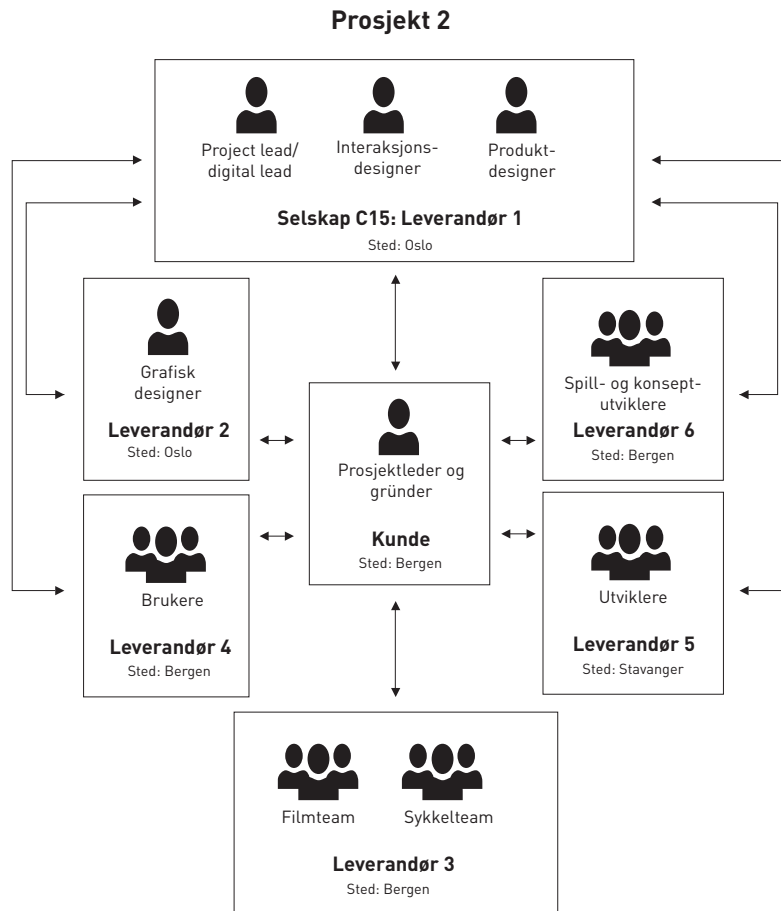 Prosjekt 2
Project lead/
digital lead
Interaksjons-
designer
Produkt-
designer
Selskap C15: Leverandør 1
Sted: Oslo
Grafisk
designer
Leverandør 2
Sted: Oslo
Spill- og konsept-
utviklere
Leverandør 6
Sted: Bergen
Prosjektleder og
gründer
Kunde
Sted: Bergen
Brukere
Leverandør 4
Sted: Bergen
Utviklere
Leverandør 5
Sted: Stavanger
Filmteam
Sykkelteam
Leverandør 3
Sted: Bergen